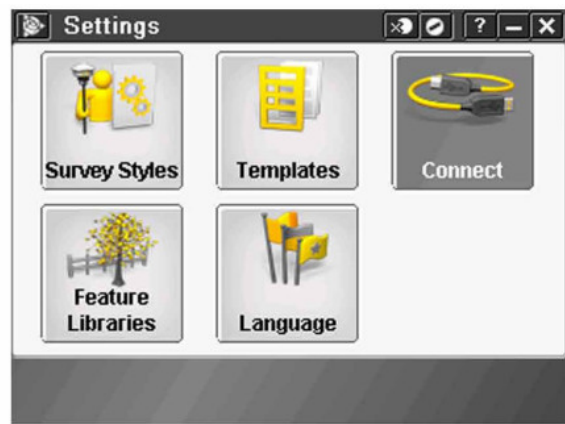 Settings
?
Survey Styles
Templates
Connect
Feature
Libraries
Language